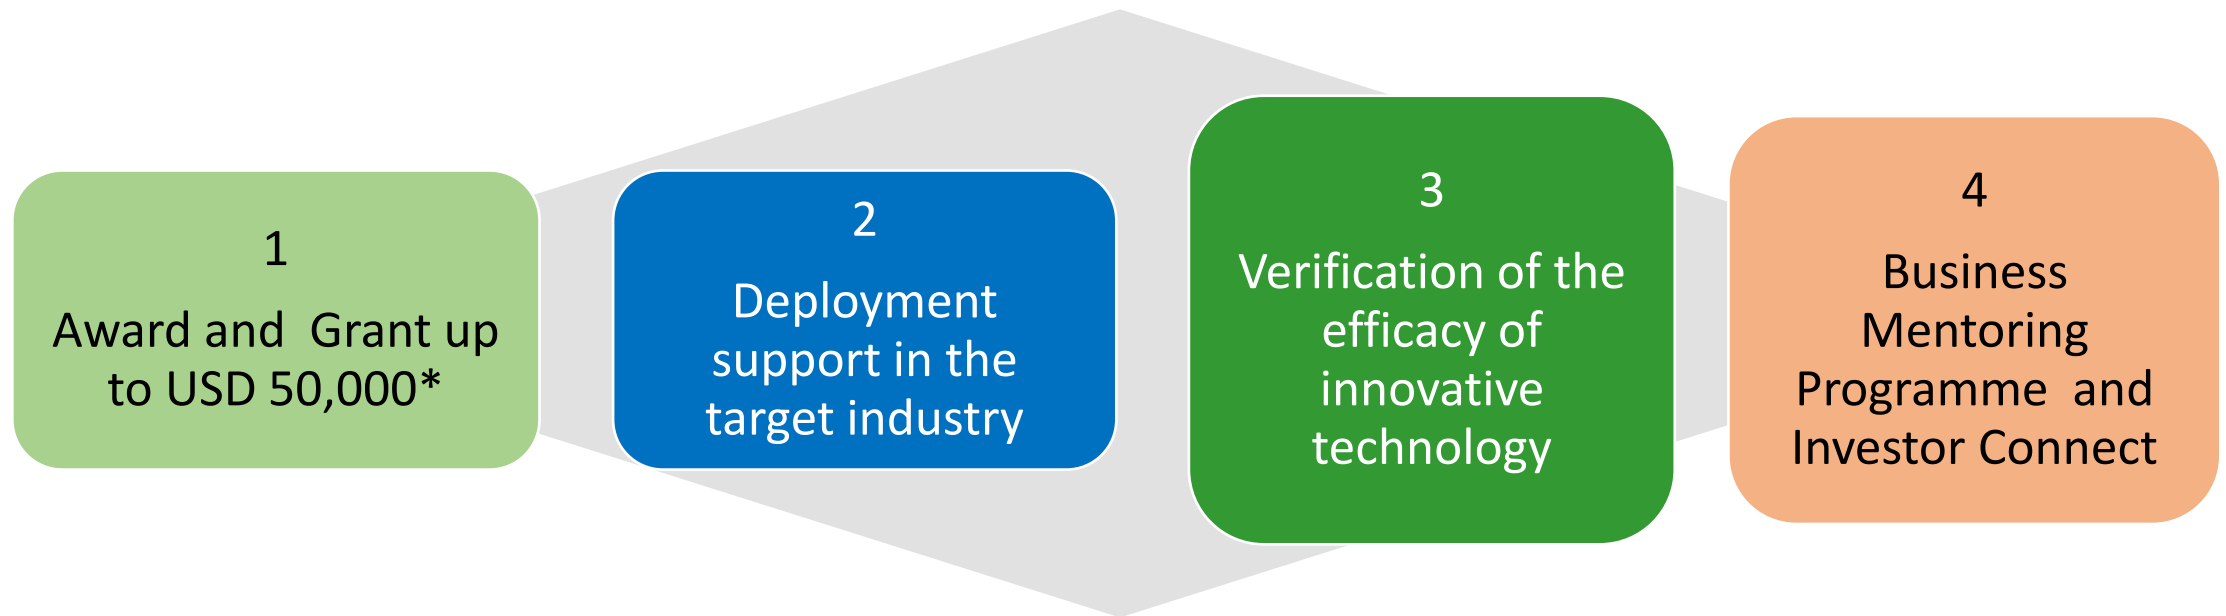 1
Award and  Grant up
to USD 50,000*
2
Deployment
support in the
target industry
3
Verification of the
efficacy of
innovative
technology
4
Business
Mentoring
Programme  and
Investor Connect